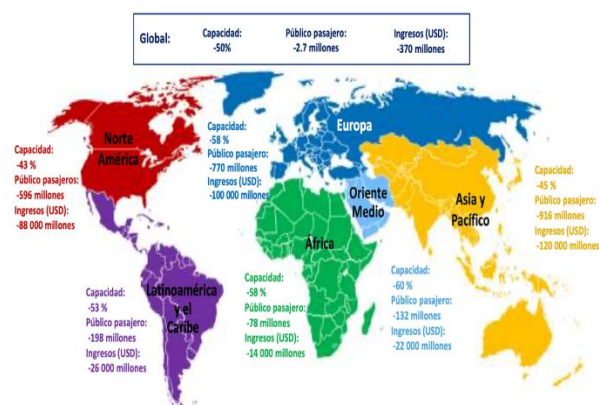 Global: Capacidad: Público pasajero: Ingresos (USD):
-50% -2.7 millones -370 millones
Norte
América
Capacidad:
-43 %
Público pasajeros:
-596 millones
Ingresos (USD):
-88 000 millones
Europa
Capacidad:
-58 %
Público pasajero:
-770 millones
Ingresos (USD):
-100 000 millones
Oriente
Medio
Asia y
Pacífico
-45 %
Público pasajero:
-916 millones
Ingresos (USD):
-120 000 millones
África
Capacidad:
-58 %
Público pasajero:
-78 millones
Ingresos (USD):
-14 000 millones
Capacidad:
-60 %
Público pasajero:
-132 millones
Ingresos (USD):
-22 000 millones
Latinoamérica
y el
Caribe
Capacidad:
-53 %
Público pasajero:
-198 millones
Ingresos (USD):
-26 000 millones